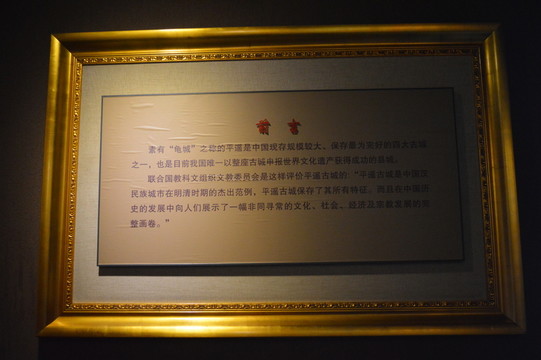 前言
素有“龟城”之称的平遥是中国现存规模较大、保存最为完好的四大古城
之一，也是目前我国唯一以整座古城申报世界文化遗产获得成功的县城。
联合国教科文组织文教委员会是这样评价平遥古城的：“平遥古城是中国汉
民族城市在明清时期的杰出范例，平遥古城保存了其所有特征，而且在中国历
史的发展中向人们展示了一幅非同寻常的文化、社会、经济及宗教发展的完
整画卷。”